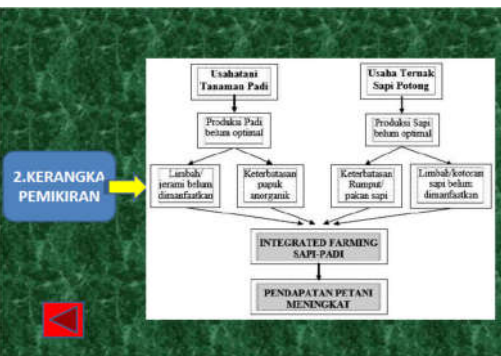 2.KERANGKA
PEMIKIRAN
Usahatani
Tanaman Padi
Usaha Ternak
Sapi Potong
Produksi Padi
belum optimal
Produksi Sapi
belum optimal
Limbah/
jerami belum
dimanfaatkan
Keterbatasan
pupuk
anorganik
Keterbatasan
Rumput/
pakan sapi
Limbah/kotoran
sapi belum
dimanfaatkan
INTEGRATED FARMING
SAPI-PADI
PENDAPATAN PETANI
MENINGKAT